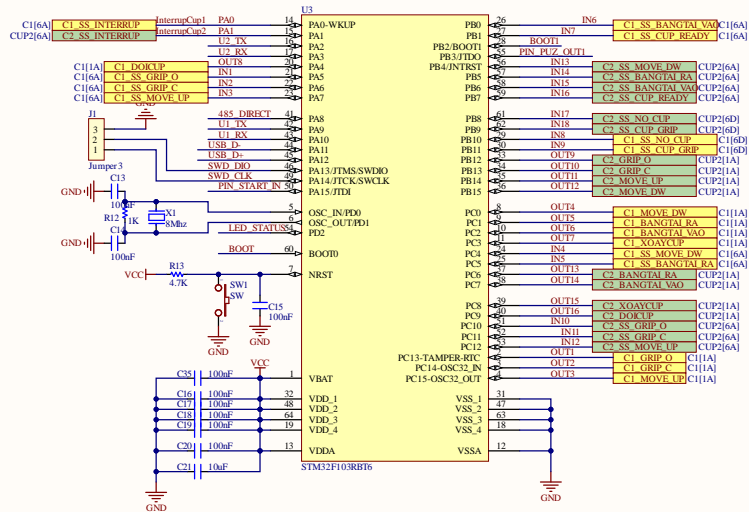 U3
C1[6A] C1_SS_INTERRUP InterrupCup1 PA0 14 PA0-WKUP
CUP2[6A] C2_SS_INTERRUP InterrupCup2 PA1 15 PA1
U2_TX 16 PA2
U2_RX 17 PA3
C1[1A] C1_DOICUP OUT8 20 PA4
C1[6A] C1_SS_GRIP_O IN1 21 PA5
C1[6A] C1_SS_GRIP_C IN2 22 PA6
C1[6A] C1_SS_MOVE_UP IN3 23 PA7
GND
J1
3
2
1
Jumper3
485_DIRECT 41 PA8
U1_TX 42 PA9
U1_RX 43 PA10
USB_D- 44 PA11
USB_D+ 45 PA12
SWD_DIO 46 PA13/JTMS/SWDIO
SWD_CLK 49 PA14/JTCK/SWCLK
PIN_START_IN 50 PA15/JTDI
C13
100nF
GND
R12 1K
X1
8Mhz
C14
100nF
GND
5 OSC_IN/PD0
6 OSC_OUT/PD1
LED_STATUS 54 PD2
BOOT 60 BOOT0
VCC R13 4.7K 7 NRST
SW1
SW
C15
100nF
GND GND
VCC
C35 100nF 1 VBAT
C16 100nF 32 VDD_1
C17 100nF 48 VDD_2
C18 100nF 64 VDD_3
C19 100nF 19 VDD_4
C20 100nF 13 VDDA
C21 10uF
GND
STM32F103RBT6
PB0 26 IN6 C1_SS_BANGTAI_VAO C1[6A]
PB1 27 IN7 C1_SS_CUP_READY C1[6A]
PB2/BOOT1 28 BOOT1
PB3/JTDO 55 PIN_PUZ_OUT1
PB4/JNTRST 56 IN13 C2_SS_MOVE_DW CUP2[6A]
PB5 57 IN14 C2_SS_BANGTAI_RA CUP2[6A]
PB6 58 IN15 C2_SS_BANGTAI_VAO CUP2[6A]
PB7 59 IN16 C2_SS_CUP_READY CUP2[6A]
PB8 61 IN17 C2_SS_NO_CUP CUP2[6D]
PB9 62 IN18 C2_SS_CUP_GRIP CUP2[6D]
PB10 29 IN8 C1_SS_NO_CUP C1[6D]
PB11 30 IN9 C1_SS_CUP_GRIP C1[6D]
PB12 33 OUT9 C2_GRIP_O CUP2[1A]
PB13 34 OUT10 C2_GRIP_C CUP2[1A]
PB14 35 OUT11 C2_MOVE_UP CUP2[1A]
PB15 36 OUT12 C2_MOVE_DW CUP2[1A]
PC0 8 OUT4 C1_MOVE_DW C1[1A]
PC1 9 OUT5 C1_BANGTAI_RA C1[1A]
PC2 10 OUT6 C1_BANGTAI_VAO C1[1A]
PC3 11 OUT7 C1_XOAYCUP C1[1A]
PC4 24 IN4 C1_SS_MOVE_DW C1[6A]
PC5 25 IN5 C1_SS_BANGTAI_RA C1[6A]
PC6 37 OUT13 C2_BANGTAI_RA CUP2[1A]
PC7 38 OUT14 C2_BANGTAI_VAO CUP2[1A]
PC8 39 OUT15 C2_XOAYCUP CUP2[1A]
PC9 40 OUT16 C2_DOICUP CUP2[1A]
PC10 51 IN10 C2_SS_GRIP_O CUP2[6A]
PC11 52 IN11 C2_SS_GRIP_C CUP2[6A]
PC12 53 IN12 C2_SS_MOVE_UP CUP2[6A]
PC13-TAMPER-RTC 2 OUT1 C1_GRIP_O C1[1A]
PC14-OSC32_IN 3 OUT2 C1_GRIP_C C1[1A]
PC15-OSC32_OUT 4 OUT3 C1_MOVE_UP C1[1A]
VSS_1 31
VSS_2 47
VSS_3 63
VSS_4 18
VSSA 12
GND